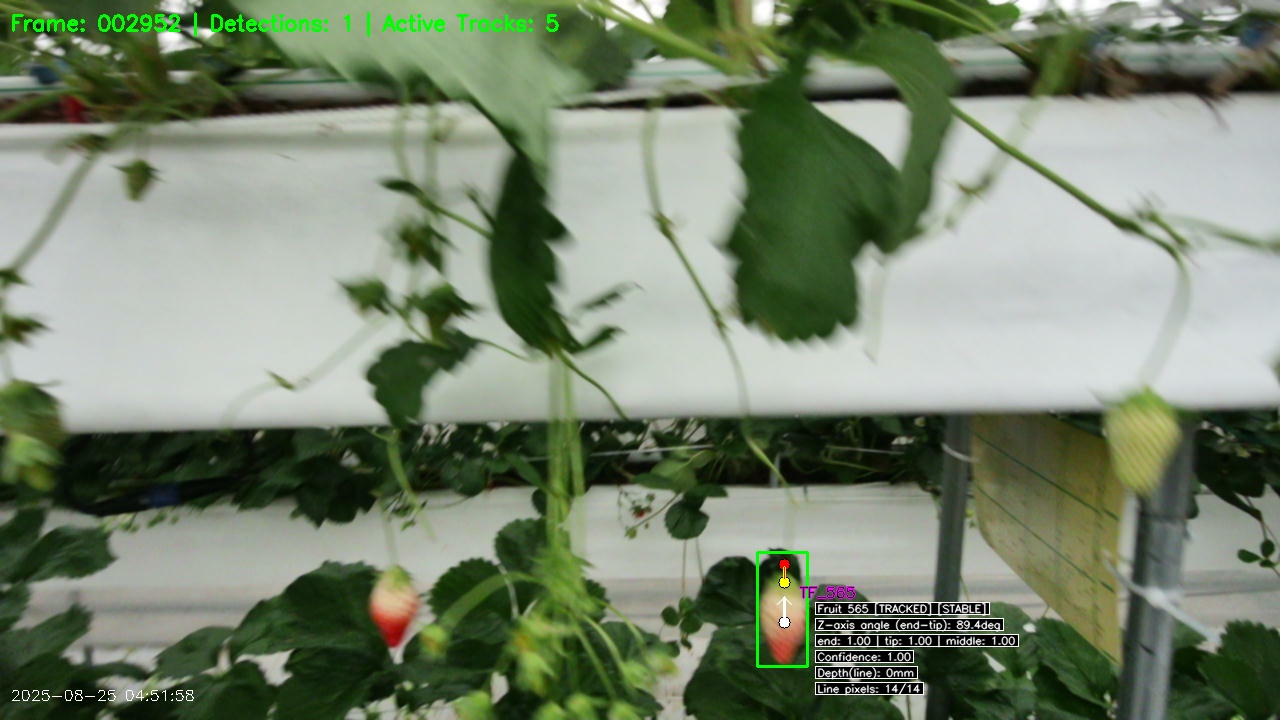 Frame: 002952 | Detections: 1 | Active Tracks: 5
TF_565
Fruit 565 [TRACKED] [STABLE]
Z-axis angle (end-tip): 89.4deg
end: 1.00 | tip: 1.00 | middle: 1.00
Confidence: 1.00
Depth(line): 0mm
Line pixels: 14/14
2025-08-25 04:51:58